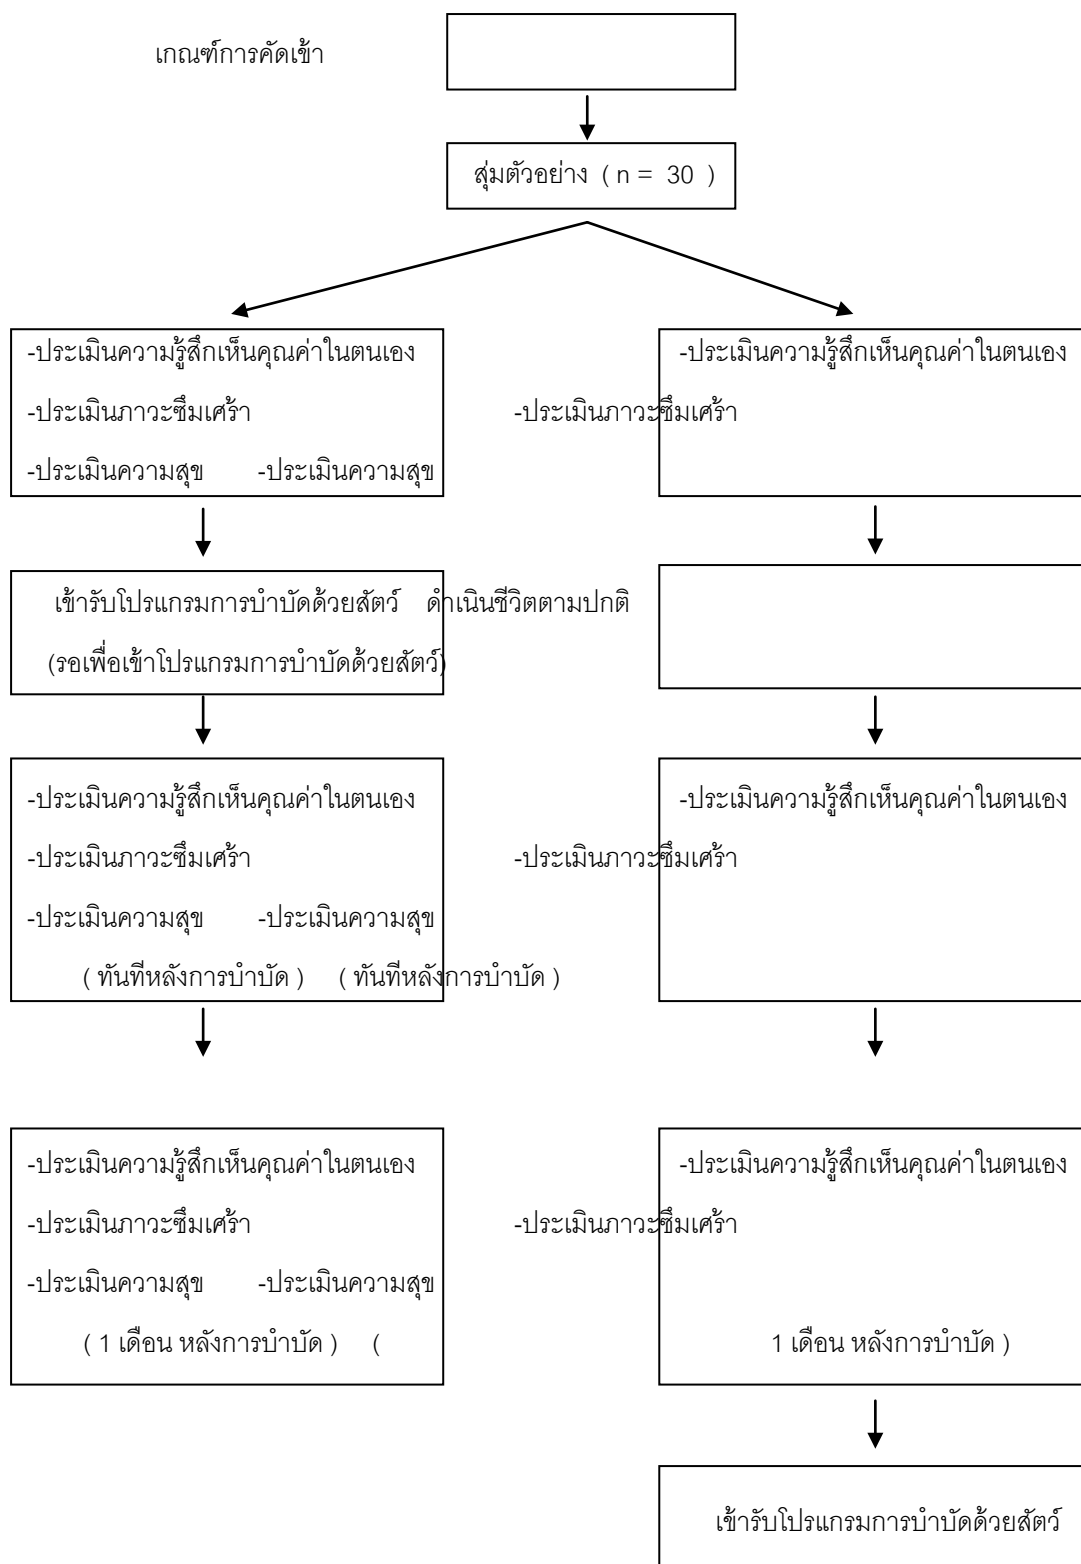 เกณฑ์การคัดเข้า
สุ่มตัวอย่าง ( n = 30 )
-ประเมินความรู้สึกเห็นคุณค่าในตนเอง -ประเมินความรู้สึกเห็นคุณค่าในตนเอง
-ประเมินภาวะซึมเศร้า -ประเมินภาวะซึมเศร้า
-ประเมินความสุข -ประเมินความสุข
เข้ารับโปรแกรมการบำบัดด้วยสัตว์ ดำเนินชีวิตตามปกติ
(รอเพื่อเข้าโปรแกรมการบำบัดด้วยสัตว์)
-ประเมินความรู้สึกเห็นคุณค่าในตนเอง -ประเมินความรู้สึกเห็นคุณค่าในตนเอง
-ประเมินภาวะซึมเศร้า -ประเมินภาวะซึมเศร้า
-ประเมินความสุข -ประเมินความสุข
( ทันทีหลังการบำบัด ) ( ทันทีหลังการบำบัด )
-ประเมินความรู้สึกเห็นคุณค่าในตนเอง -ประเมินความรู้สึกเห็นคุณค่าในตนเอง
-ประเมินภาวะซึมเศร้า -ประเมินภาวะซึมเศร้า
-ประเมินความสุข -ประเมินความสุข
( 1 เดือน หลังการบำบัด ) ( 1 เดือน หลังการบำบัด )
เข้ารับโปรแกรมการบำบัดด้วยสัตว์